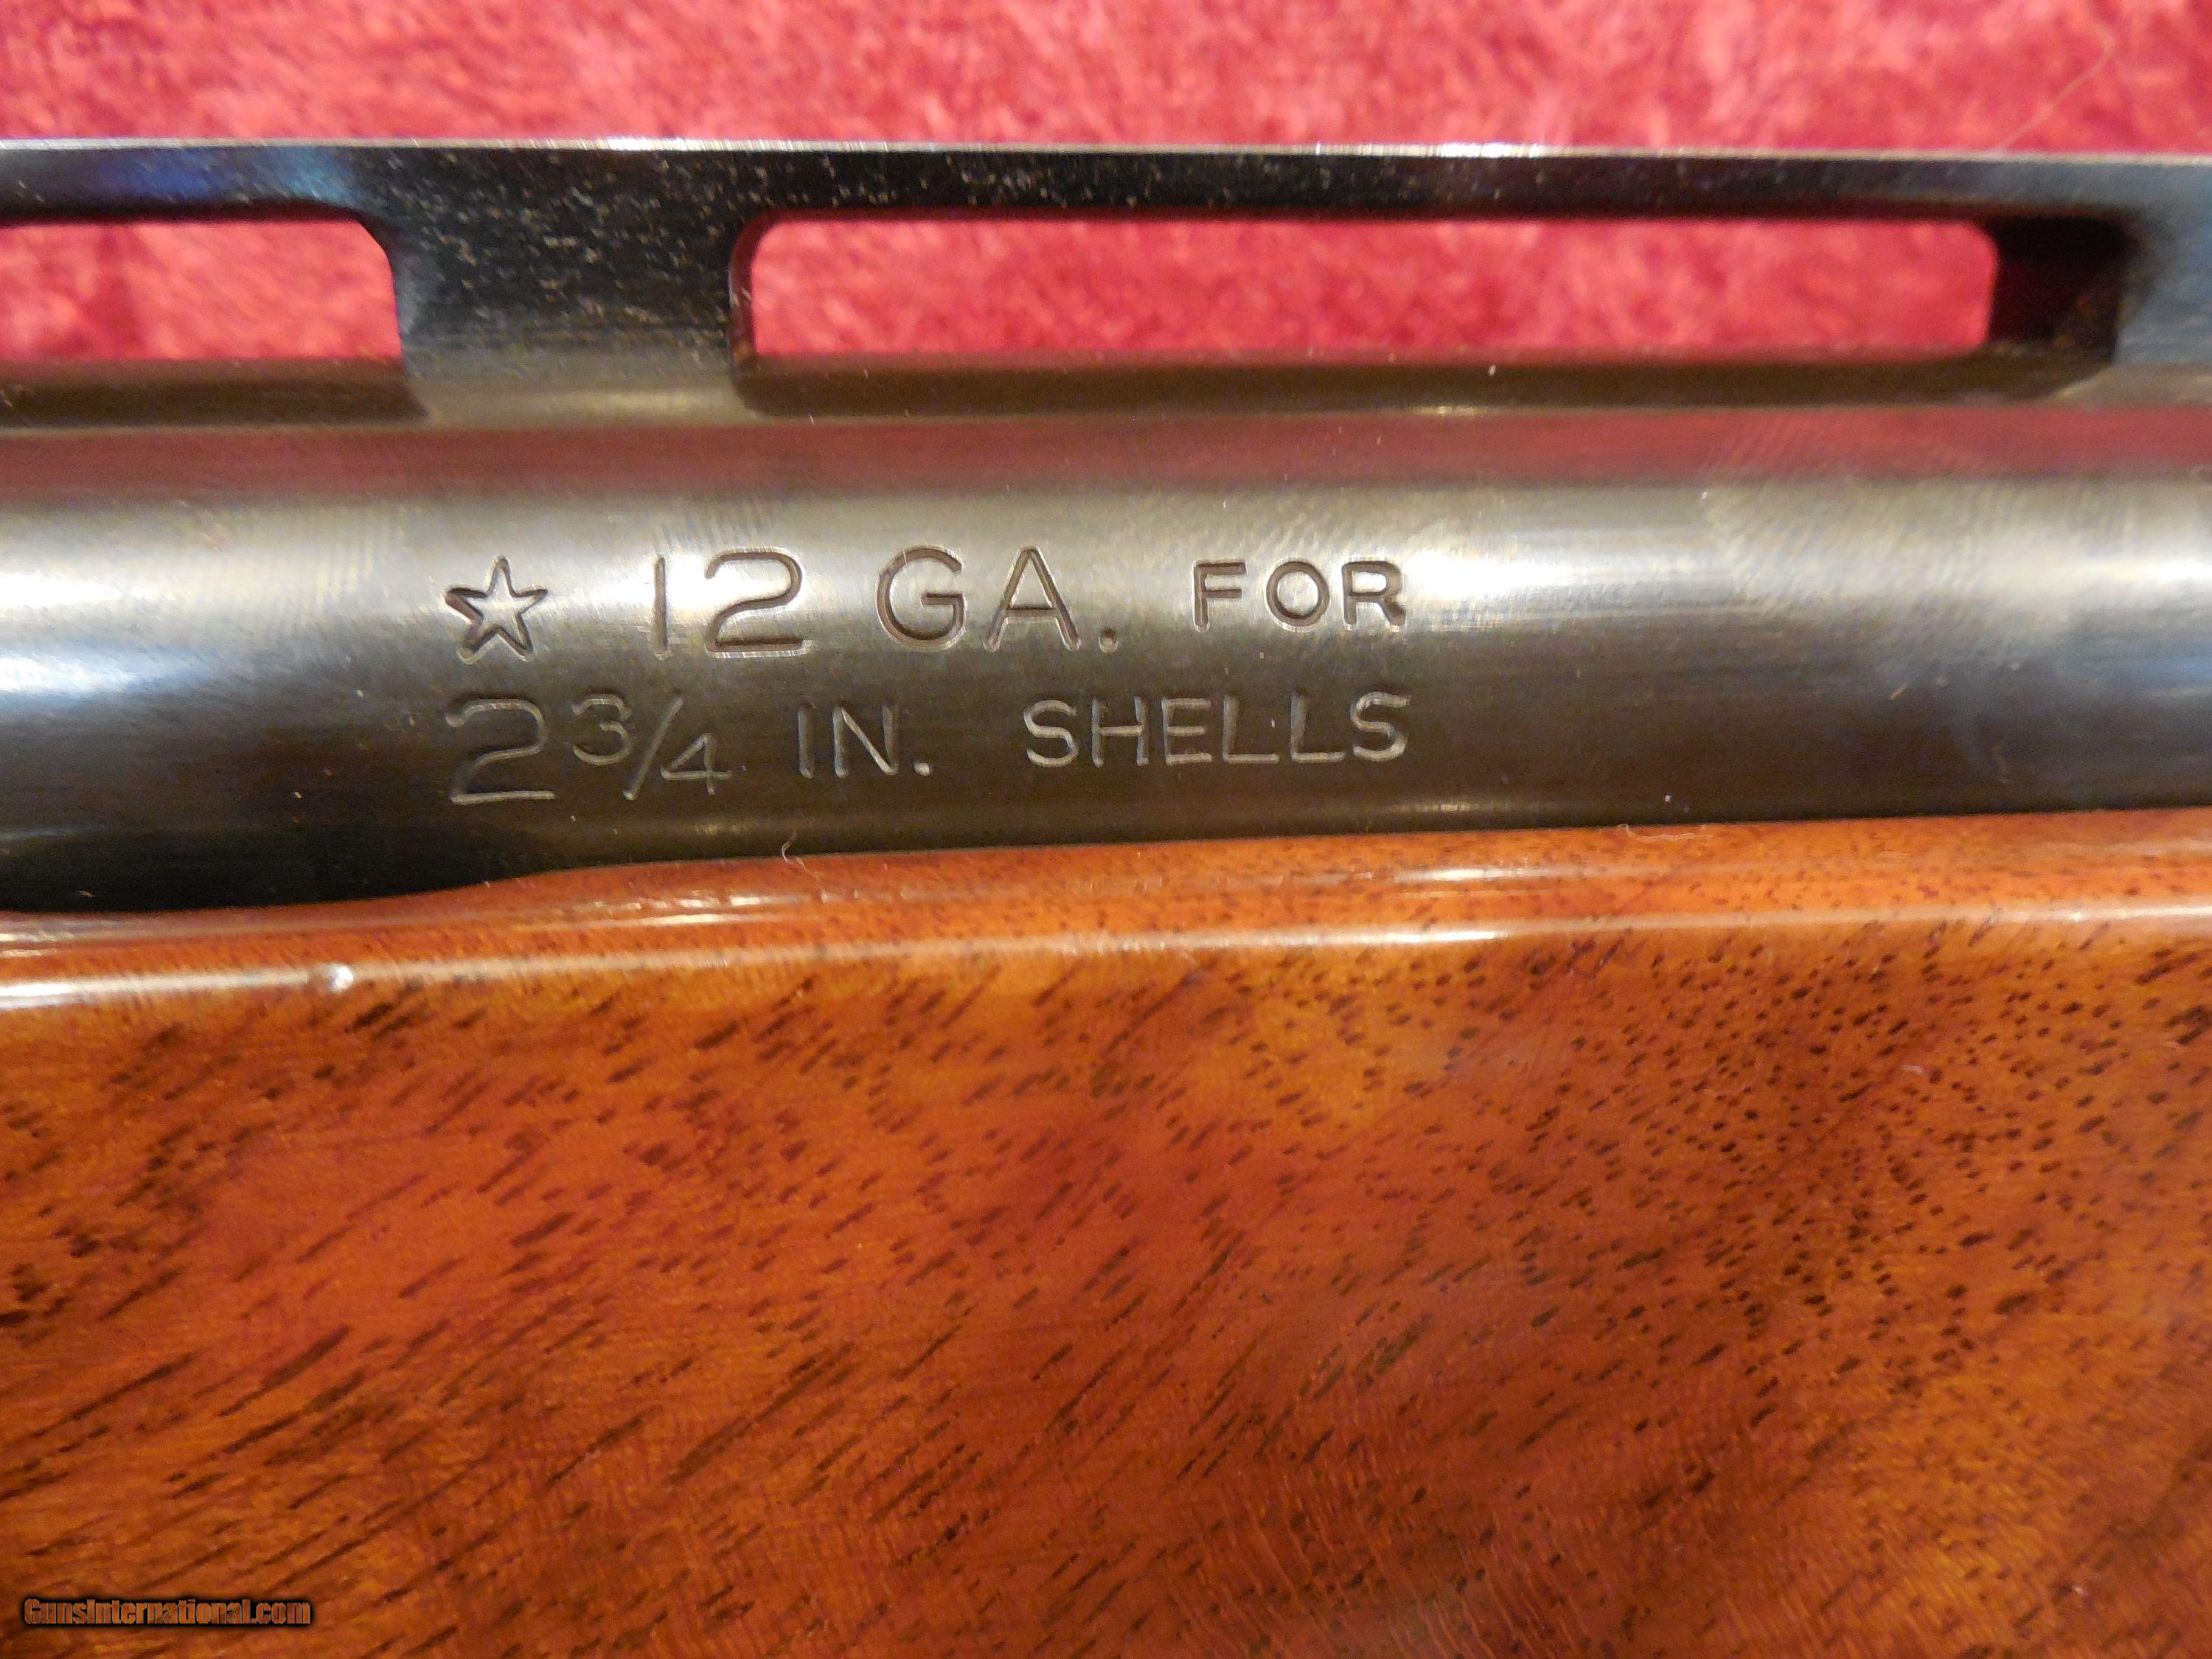 ☆ 12 GA. FOR
2 3/4 IN. SHELLS
GunsInternational.com